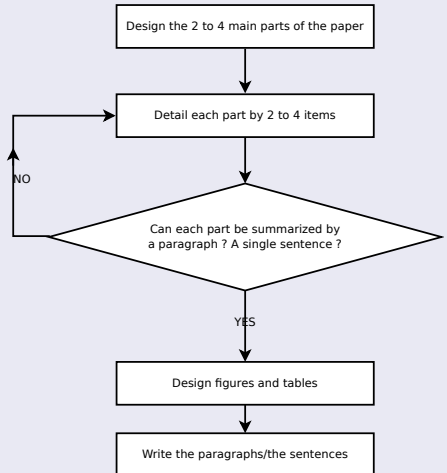 Design the 2 to 4 main parts of the paper
Detail each part by 2 to 4 items
NO
Can each part be summarized by
a paragraph ? A single sentence ?
YES
Design figures and tables
Write the paragraphs/the sentences